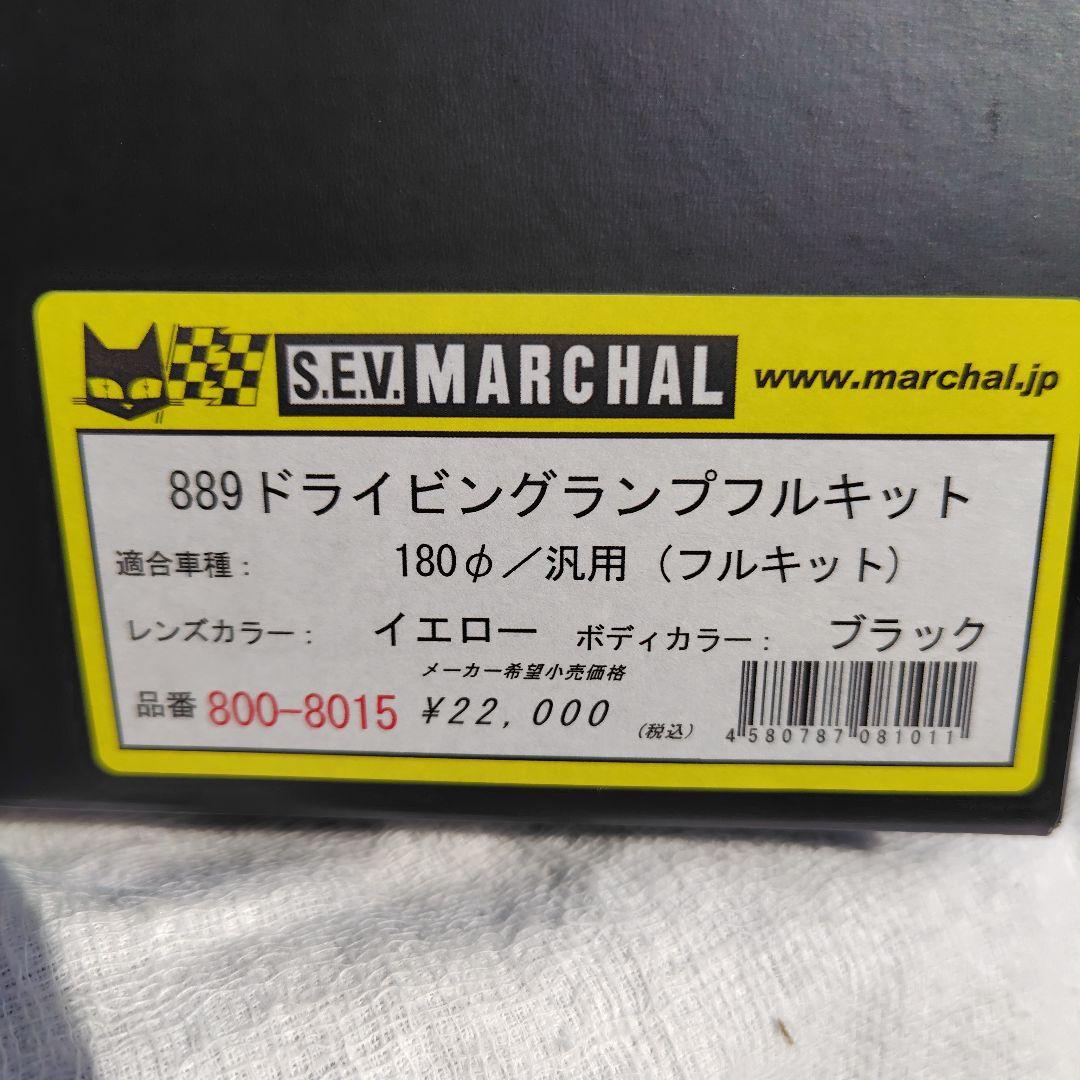 S.E.V. MARCHAL www.marchal.jp
889ドライビングランプフルキット
適合車種： 180φ／汎用（フルキット）
レンズカラー： イエロー ボディカラー： ブラック
メーカー希望小売価格
品番 800-8015 ¥22,000 (税込)
4 580787 081011